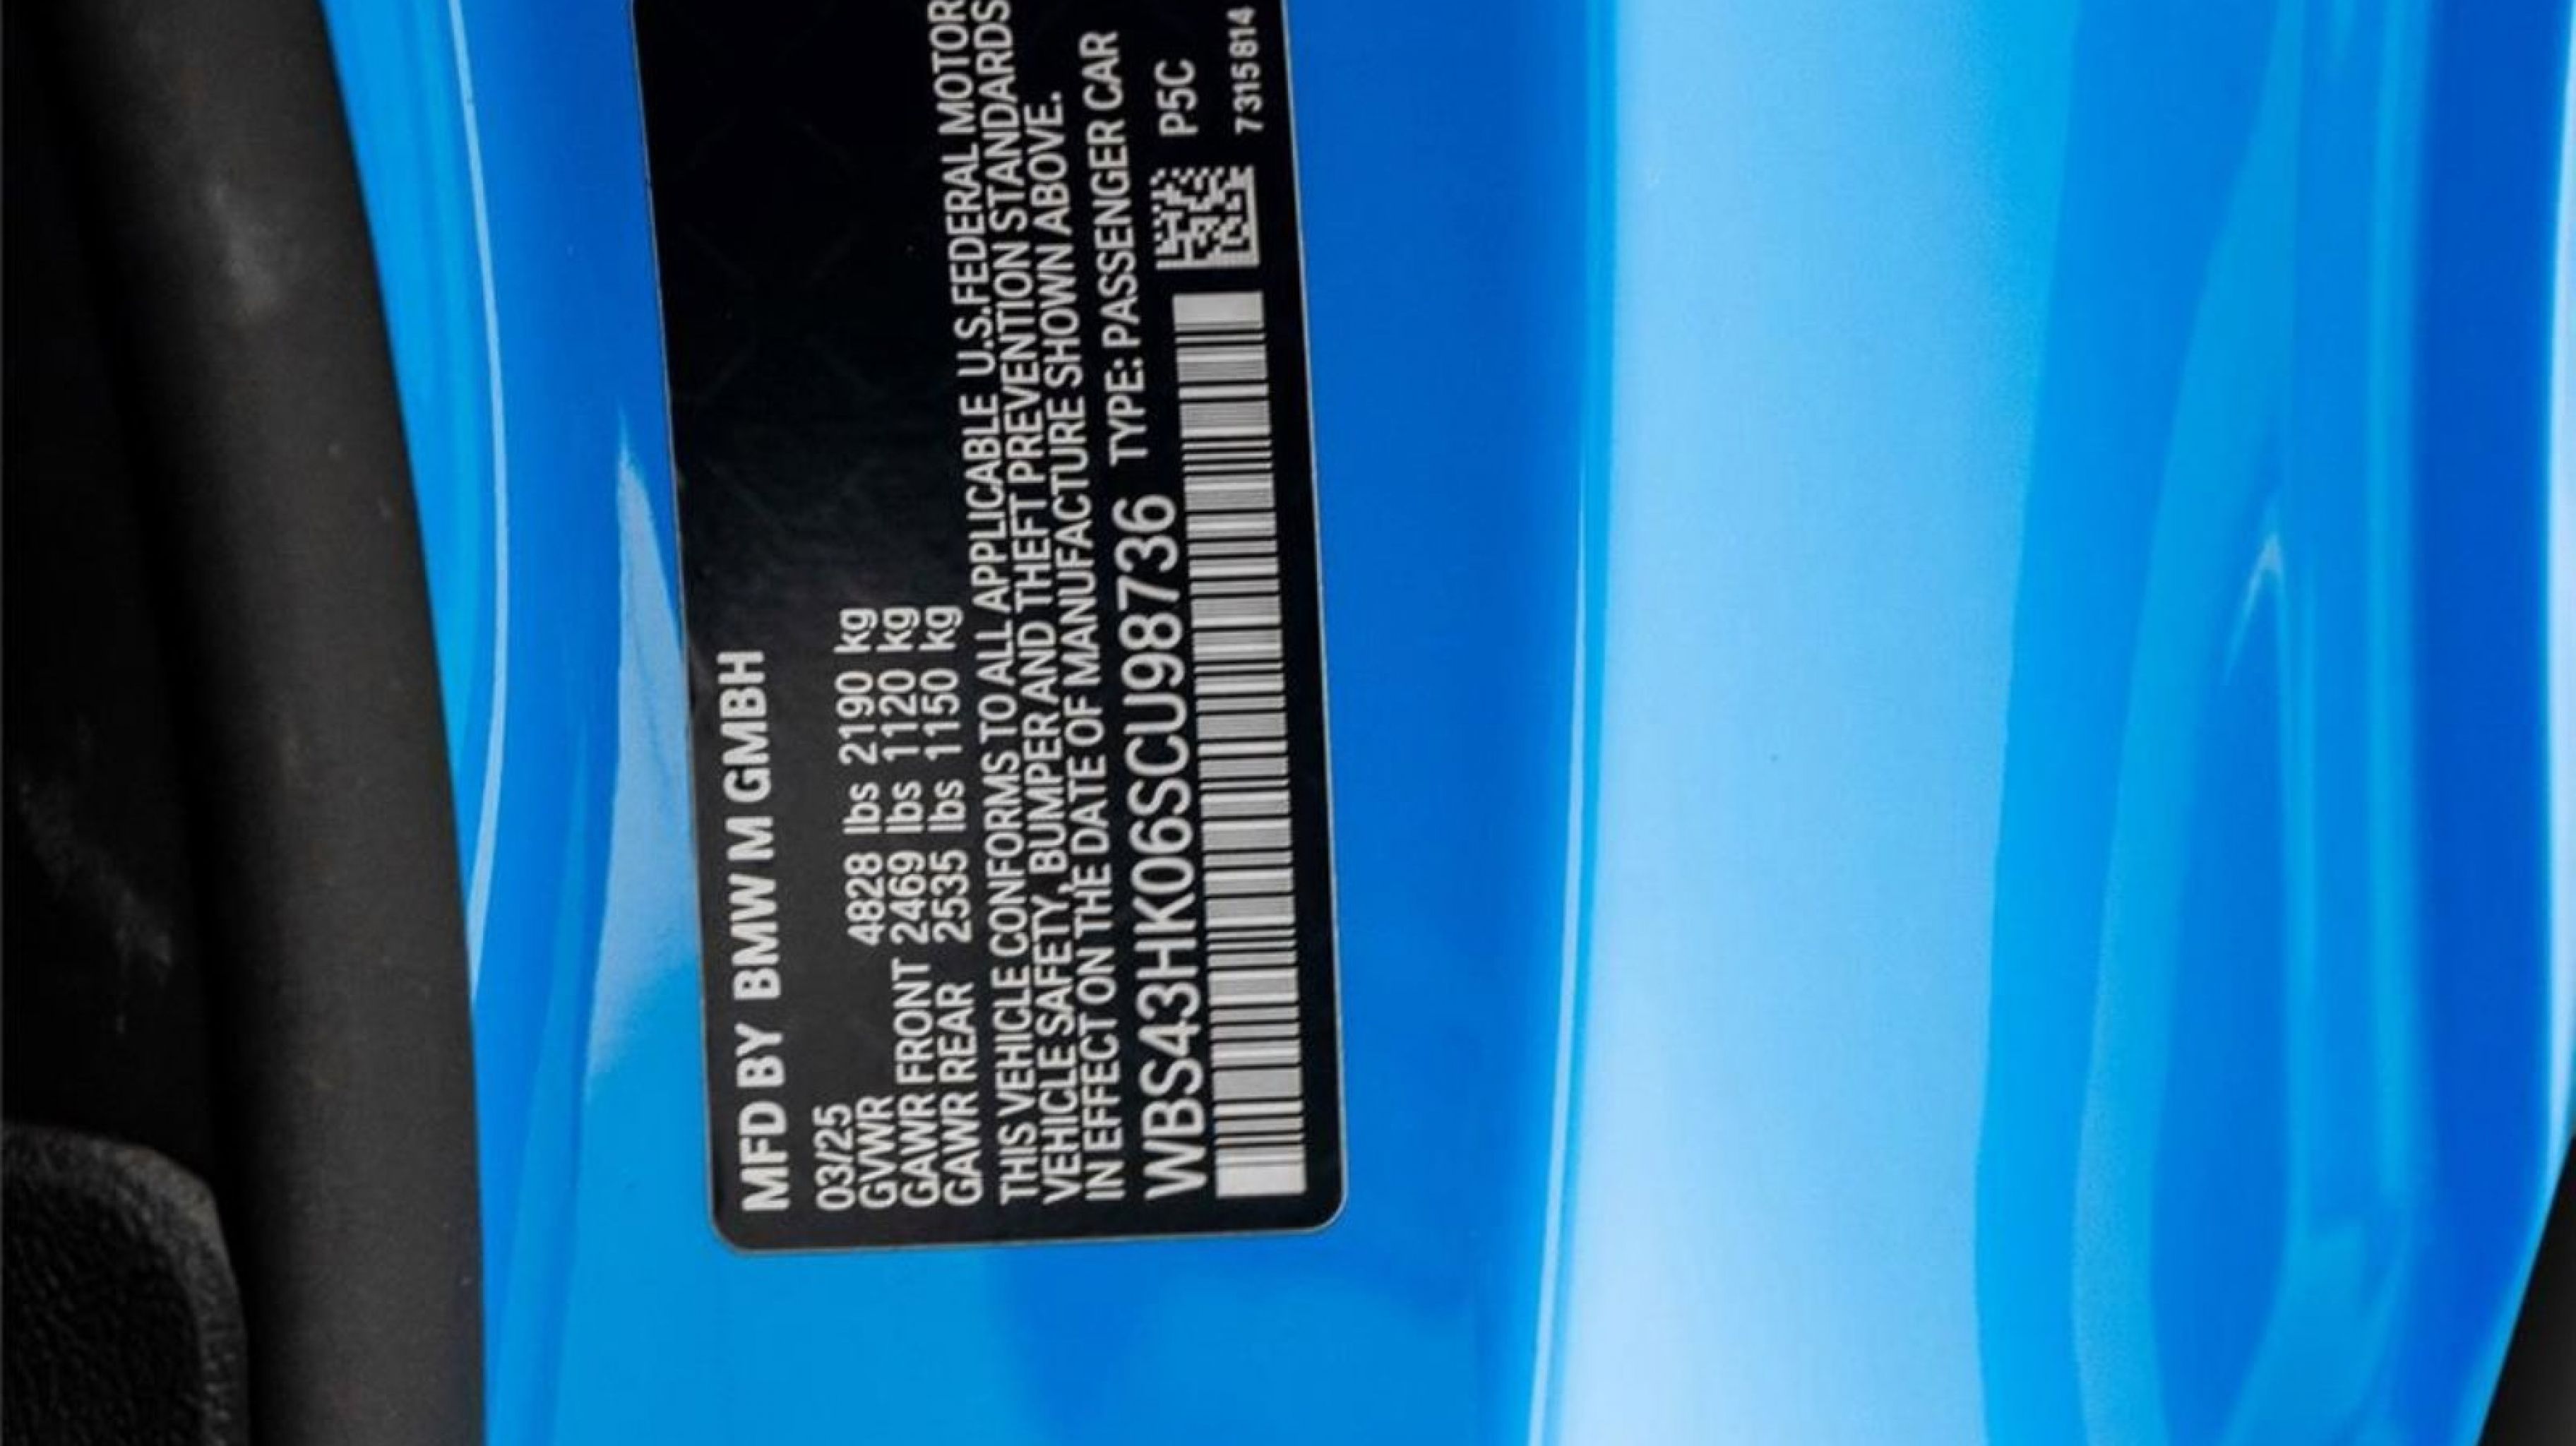 MFD BY BMW M GMBH
03/25
GVWR 4828 lbs 2190 kg
GAWR FRONT 2469 lbs 1120 kg
GAWR REAR 2535 lbs 1150 kg
THIS VEHICLE CONFORMS TO ALL APPLICABLE U.S. FEDERAL MOTOR
VEHICLE SAFETY, BUMPER AND THEFT PREVENTION STANDARDS
IN EFFECT ON THE DATE OF MANUFACTURE SHOWN ABOVE.
WBS43HK06SCU98736 TYPE: PASSENGER CAR
P5C
7315814